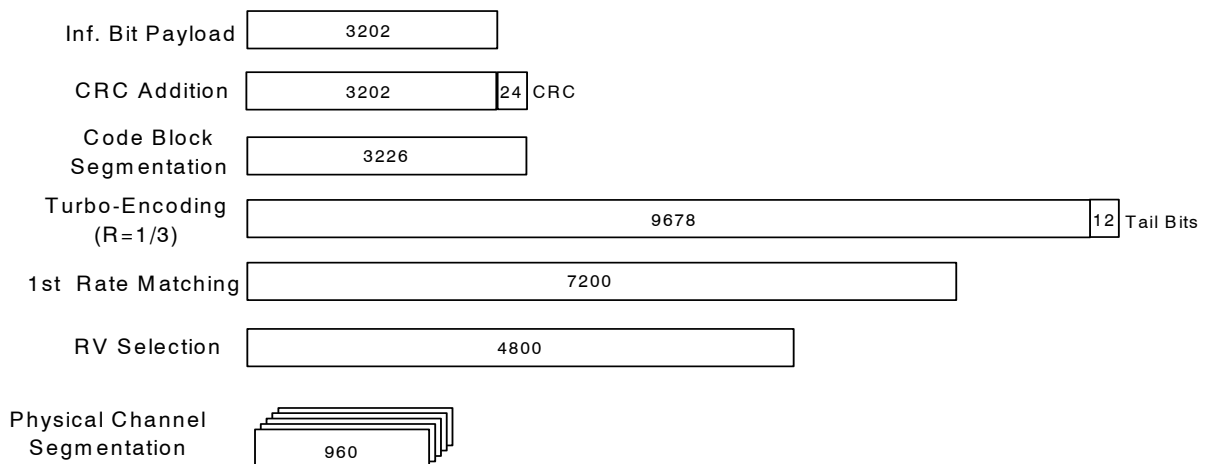 Inf. Bit Payload 3202
CRC Addition 3202 24 CRC
Code Block
Segmentation 3226
Turbo-Encoding
(R=1/3) 9678 12 Tail Bits
1st Rate Matching 7200
RV Selection 4800
Physical Channel
Segmentation 960